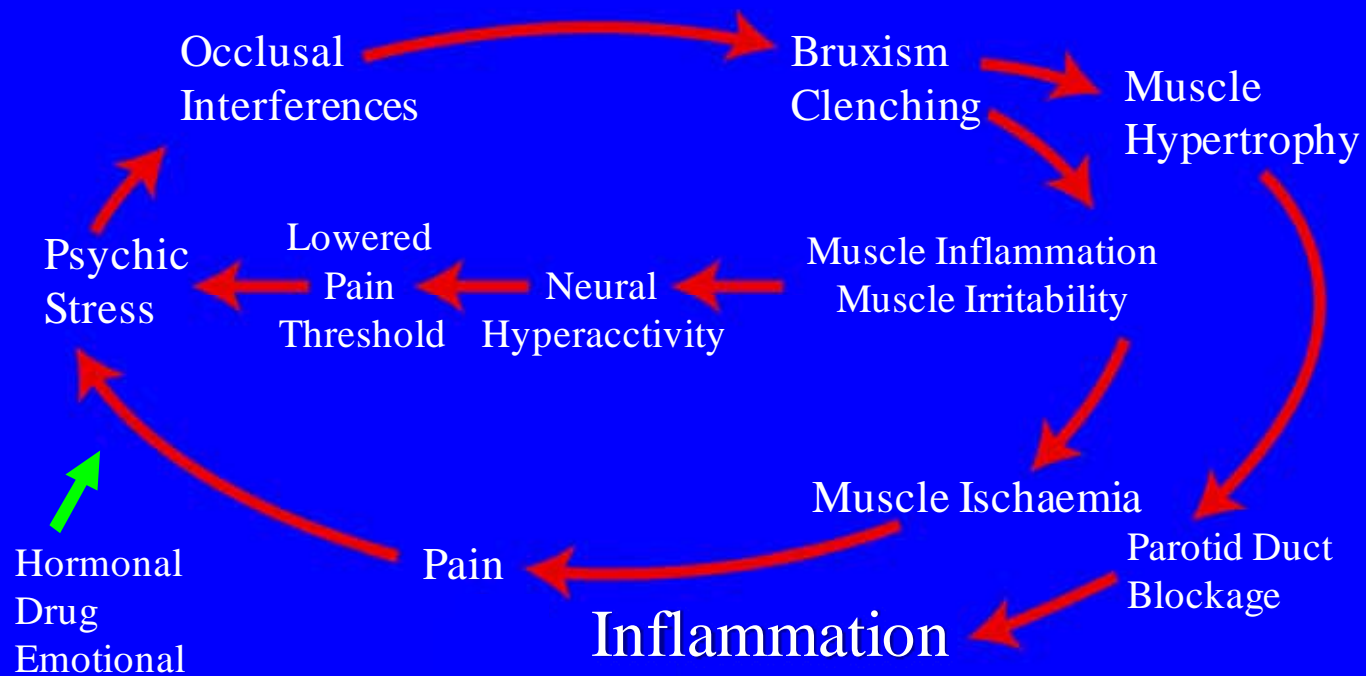 Occlusal
Interferences
Bruxism
Clenching
Muscle
Hypertrophy
Psychic
Stress
Lowered
Pain
Threshold
Neural
Hyperacctivity
Muscle Inflammation
Muscle Irritability
Muscle Ischaemia
Parotid Duct
Blockage
Pain
Inflammation
Hormonal
Drug
Emotional